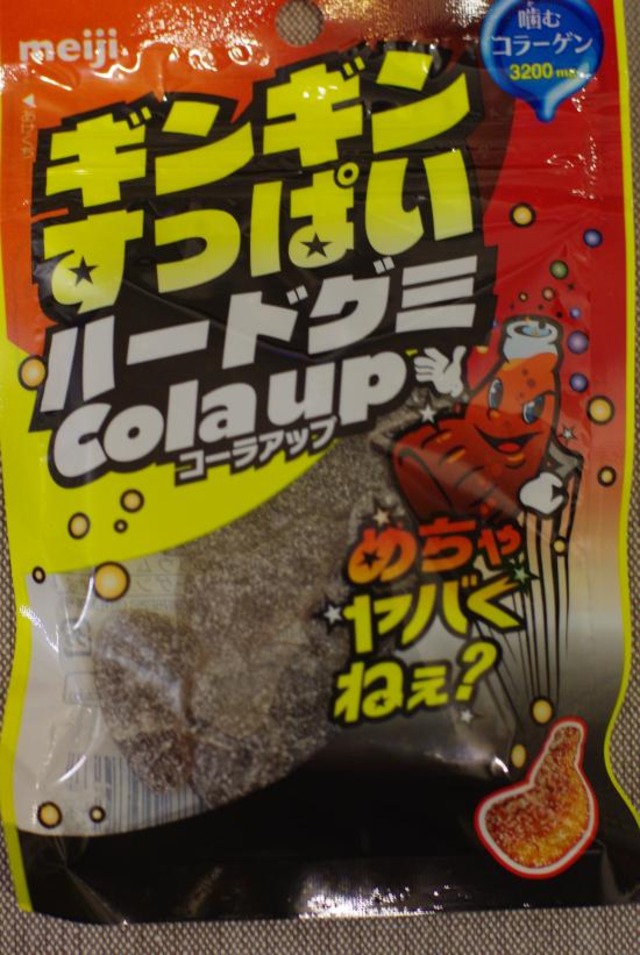 meiji
噛む
コラーゲン
3200mg
ギンギン
すっぱい
ハードグミ
Cola up
コーラアップ
めちゃ
ヤバく
ねぇ?